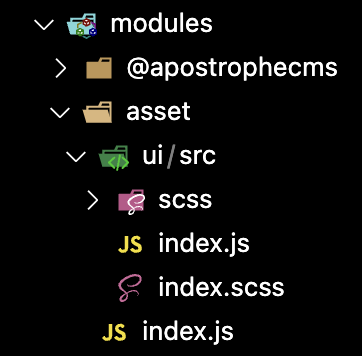 modules
@apostrophecms
asset
ui/src
scss
JS index.js
index.scss
JS index.js